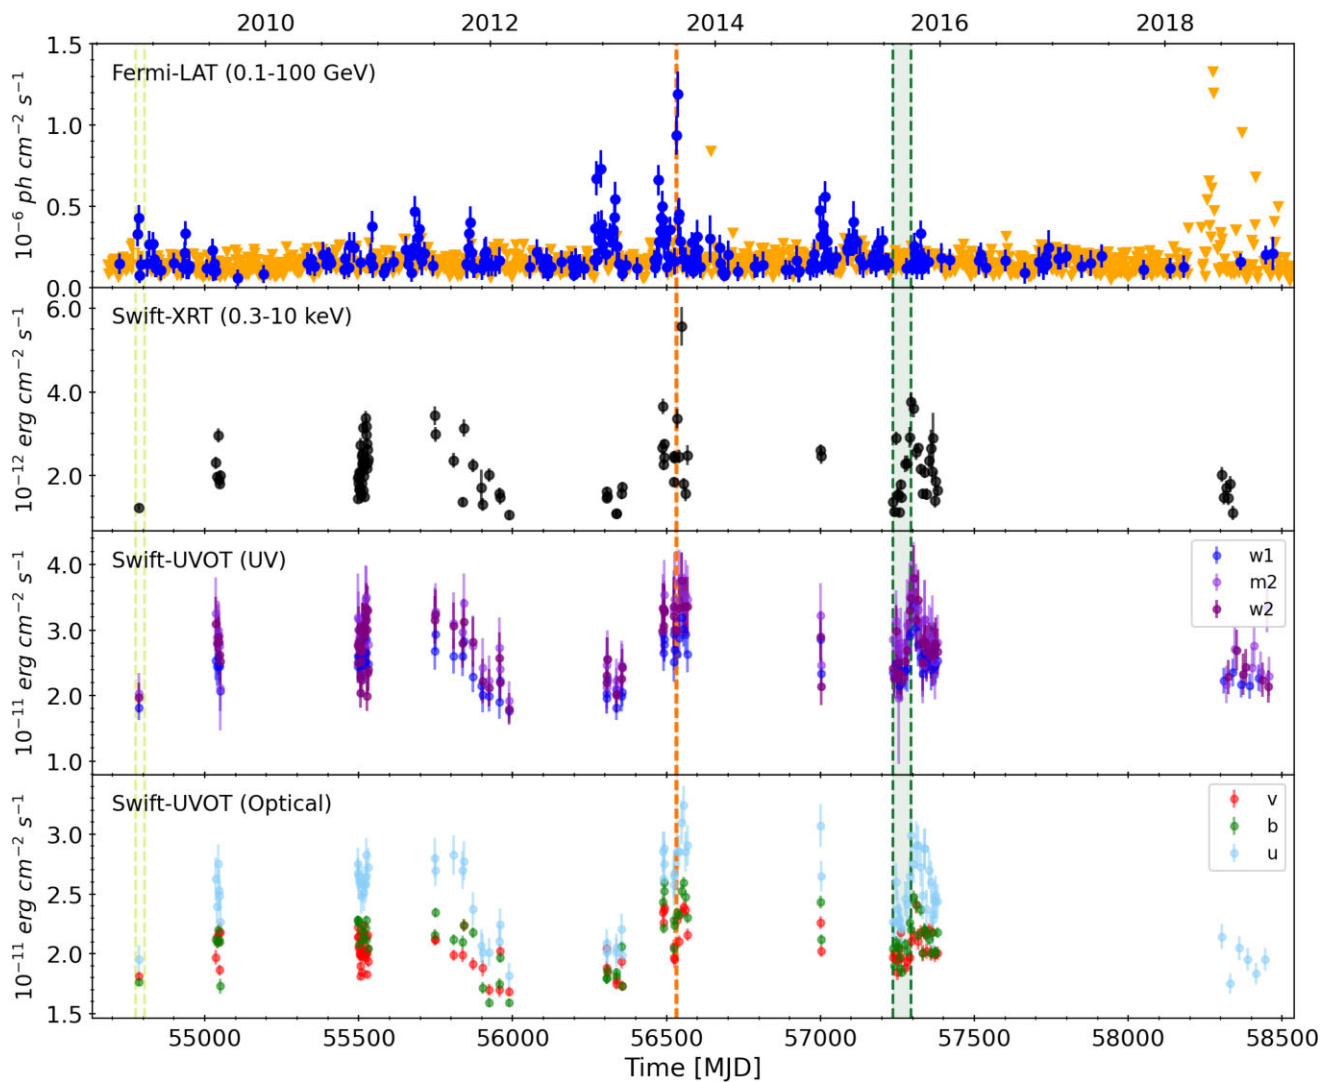 2010 2012 2014 2016 2018
Fermi-LAT (0.1-100 GeV)
10⁻⁶ ph cm⁻² s⁻¹
1.5
1.0
0.5
0.0
Swift-XRT (0.3-10 keV)
10⁻¹² erg cm⁻² s⁻¹
6.0
4.0
2.0
Swift-UVOT (UV)
10⁻¹¹ erg cm⁻² s⁻¹
4.0
3.0
2.0
1.0
w1
m2
w2
Swift-UVOT (Optical)
10⁻¹¹ erg cm⁻² s⁻¹
3.0
2.5
2.0
1.5
v
b
u
55000 55500 56000 56500 57000 57500 58000 58500
Time [MJD]